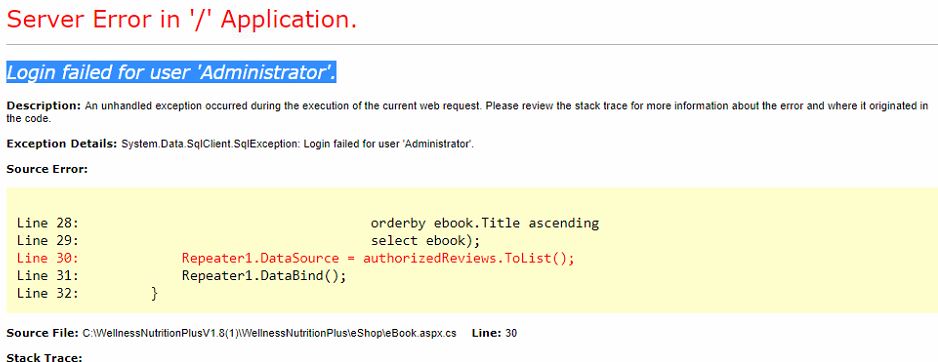 Server Error in '/' Application.
Login failed for user 'Administrator'.
Description: An unhandled exception occurred during the execution of the current web request. Please review the stack trace for more information about the error and where it originated in
the code.
Exception Details: System.Data.SqlClient.SqlException: Login failed for user 'Administrator'.
Source Error:
Line 28:                                    orderby ebook.Title ascending
Line 29:                                    select ebook);
Line 30:             Repeater1.DataSource = authorizedReviews.ToList();
Line 31:             Repeater1.DataBind();
Line 32:         }
Source File: C:\WellnessNutritionPlusV1.8(1)\WellnessNutritionPlus\eShop\eBook.aspx.cs    Line: 30
Stack Trace: